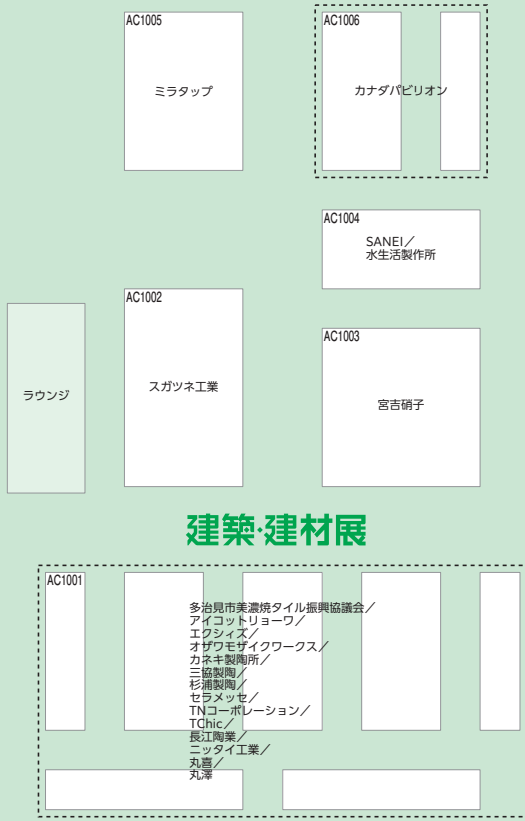 AC1005
ミラタップ
AC1006
カナダパビリオン
AC1004
SANEI／
水生活製作所
AC1002
スガツネ工業
AC1003
宮吉硝子
ラウンジ
建築・建材展
AC1001
多治見市美濃焼タイル振興協議会／
アイコットリョーワ／
エクシィズ／
オザワモザイクワークス／
カネキ製陶所／
三協製陶／
杉浦製陶／
セラメッセ／
TNコーポレーション／
TChic／
長江陶業／
ニッタイ工業／
丸喜／
丸澤